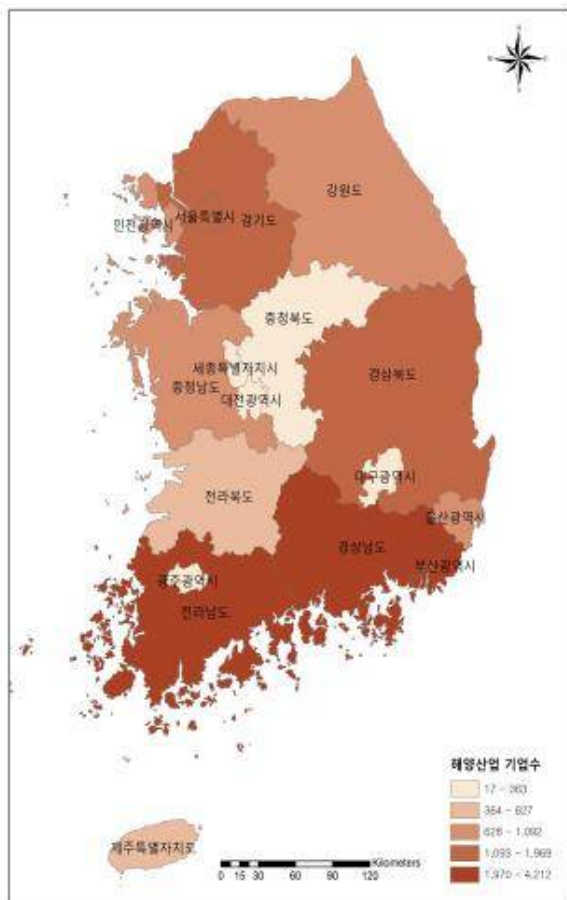 강원도
서울특별시
경기도
인천광역시
충청북도
세종특별자치시
충청남도
대전광역시
경상북도
대구광역시
전라북도
울산광역시
경상남도
부산광역시
광주광역시
전라남도
제주특별자치도
해양산업 기업수
17 - 363
364 - 627
628 - 1,092
1,093 - 1,969
1,970 - 4,212
Kilometers
0 15 30 60 90 120